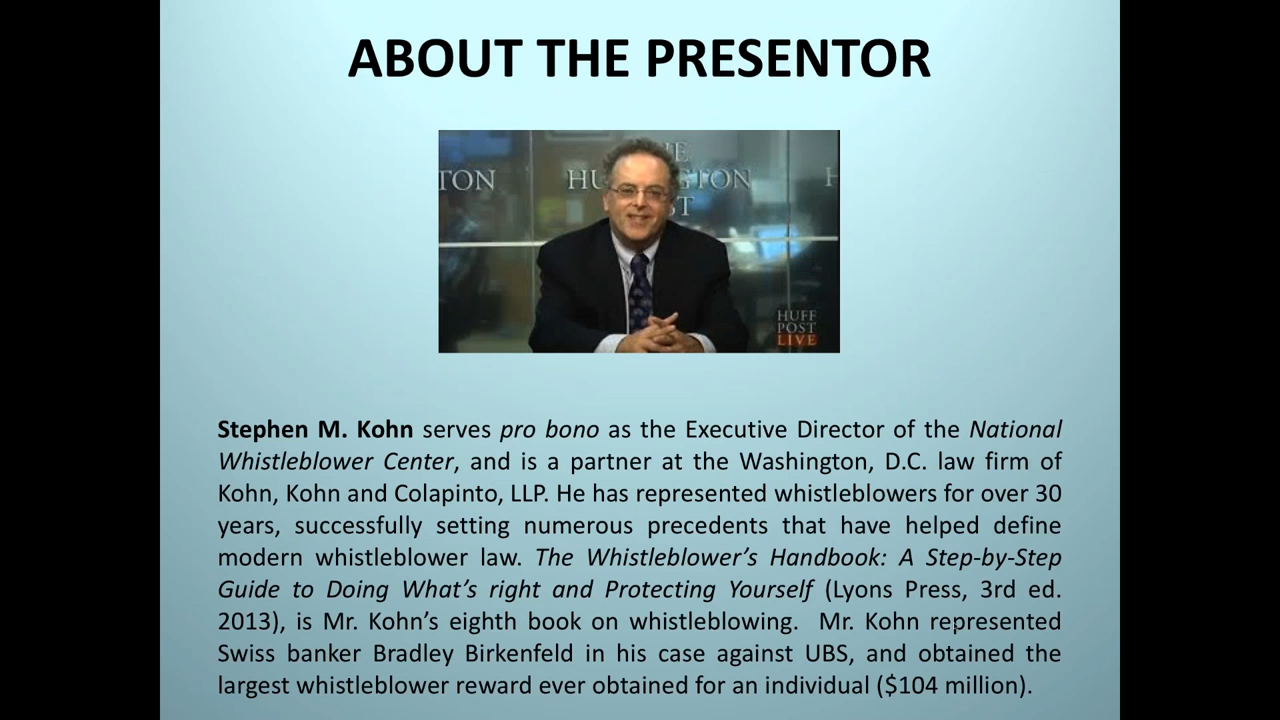 ABOUT THE PRESENTOR
TON
HUFF
POST
LIVE
Stephen M. Kohn serves pro bono as the Executive Director of the National
Whistleblower Center, and is a partner at the Washington, D.C. law firm of
Kohn, Kohn and Colapinto, LLP. He has represented whistleblowers for over 30
years, successfully setting numerous precedents that have helped define
modern whistleblower law. The Whistleblower’s Handbook: A Step-by-Step
Guide to Doing What’s right and Protecting Yourself (Lyons Press, 3rd ed.
2013), is Mr. Kohn’s eighth book on whistleblowing.  Mr. Kohn represented
Swiss banker Bradley Birkenfeld in his case against UBS, and obtained the
largest whistleblower reward ever obtained for an individual ($104 million).